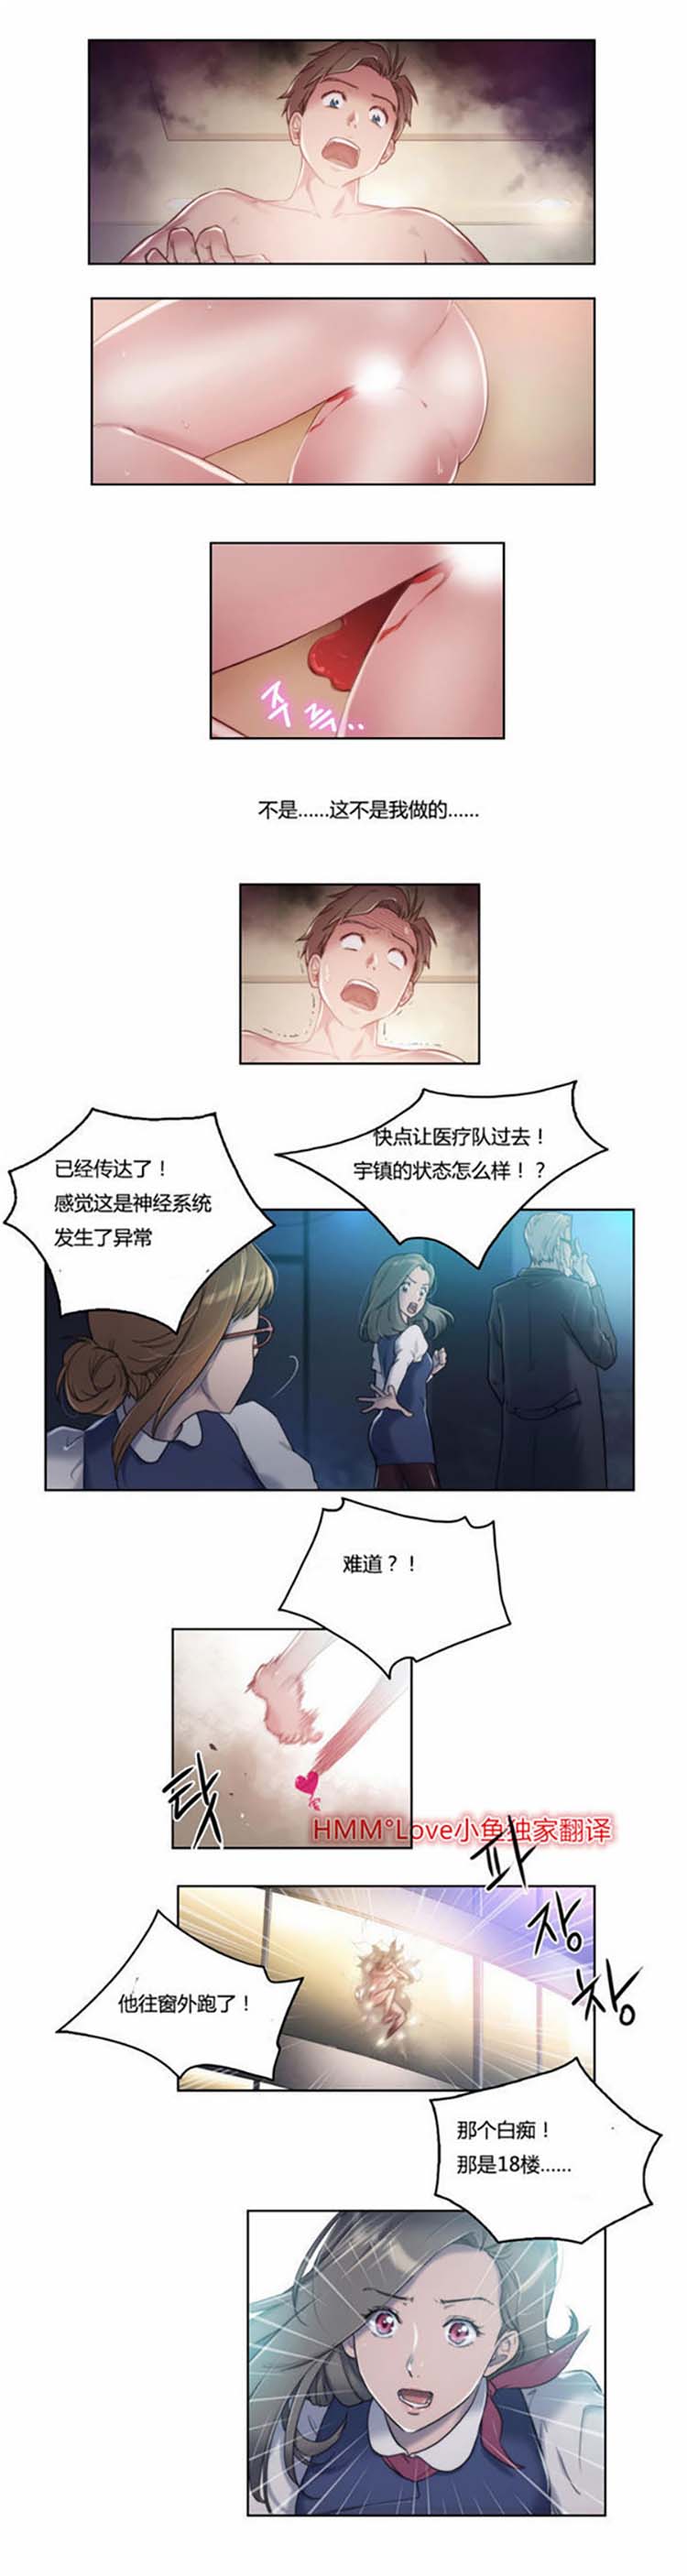 주륵..
不是......这不是我做的......
快点让医疗队过去！
宇镇的状态怎么样！？
已经传达了！
感觉这是神经系统
发生了异常
难道？！
탓
HMM°Love小鱼独家翻译
파
장
창
他往窗外跑了！
那个白痴！
那是18楼......